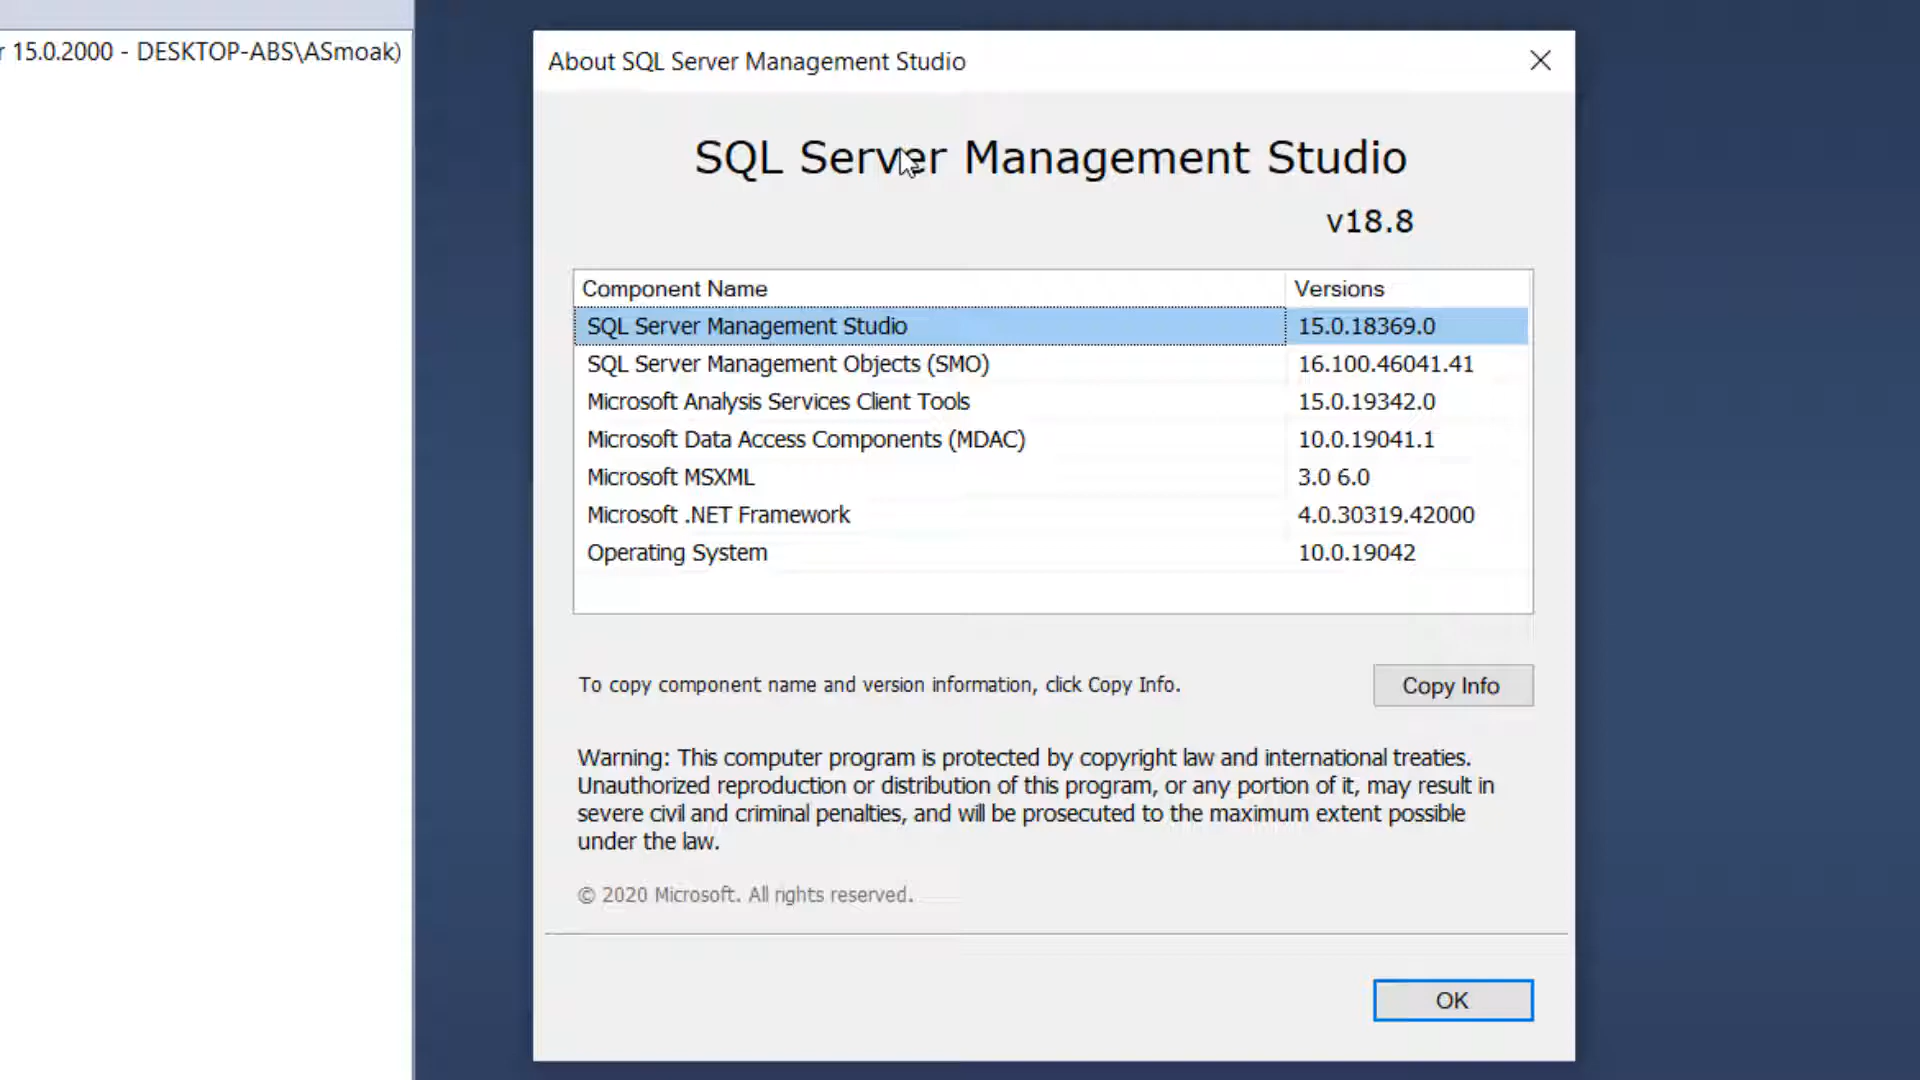 r 15.0.2000 - DESKTOP-ABS\ASmoak)
About SQL Server Management Studio
SQL Server Management Studio
v18.8
Component Name Versions
SQL Server Management Studio 15.0.18369.0
SQL Server Management Objects (SMO) 16.100.46041.41
Microsoft Analysis Services Client Tools 15.0.19342.0
Microsoft Data Access Components (MDAC) 10.0.19041.1
Microsoft MSXML 3.0 6.0
Microsoft .NET Framework 4.0.30319.42000
Operating System 10.0.19042
To copy component name and version information, click Copy Info.
Copy Info
Warning: This computer program is protected by copyright law and international treaties.
Unauthorized reproduction or distribution of this program, or any portion of it, may result in
severe civil and criminal penalties, and will be prosecuted to the maximum extent possible
under the law.
© 2020 Microsoft. All rights reserved.
OK